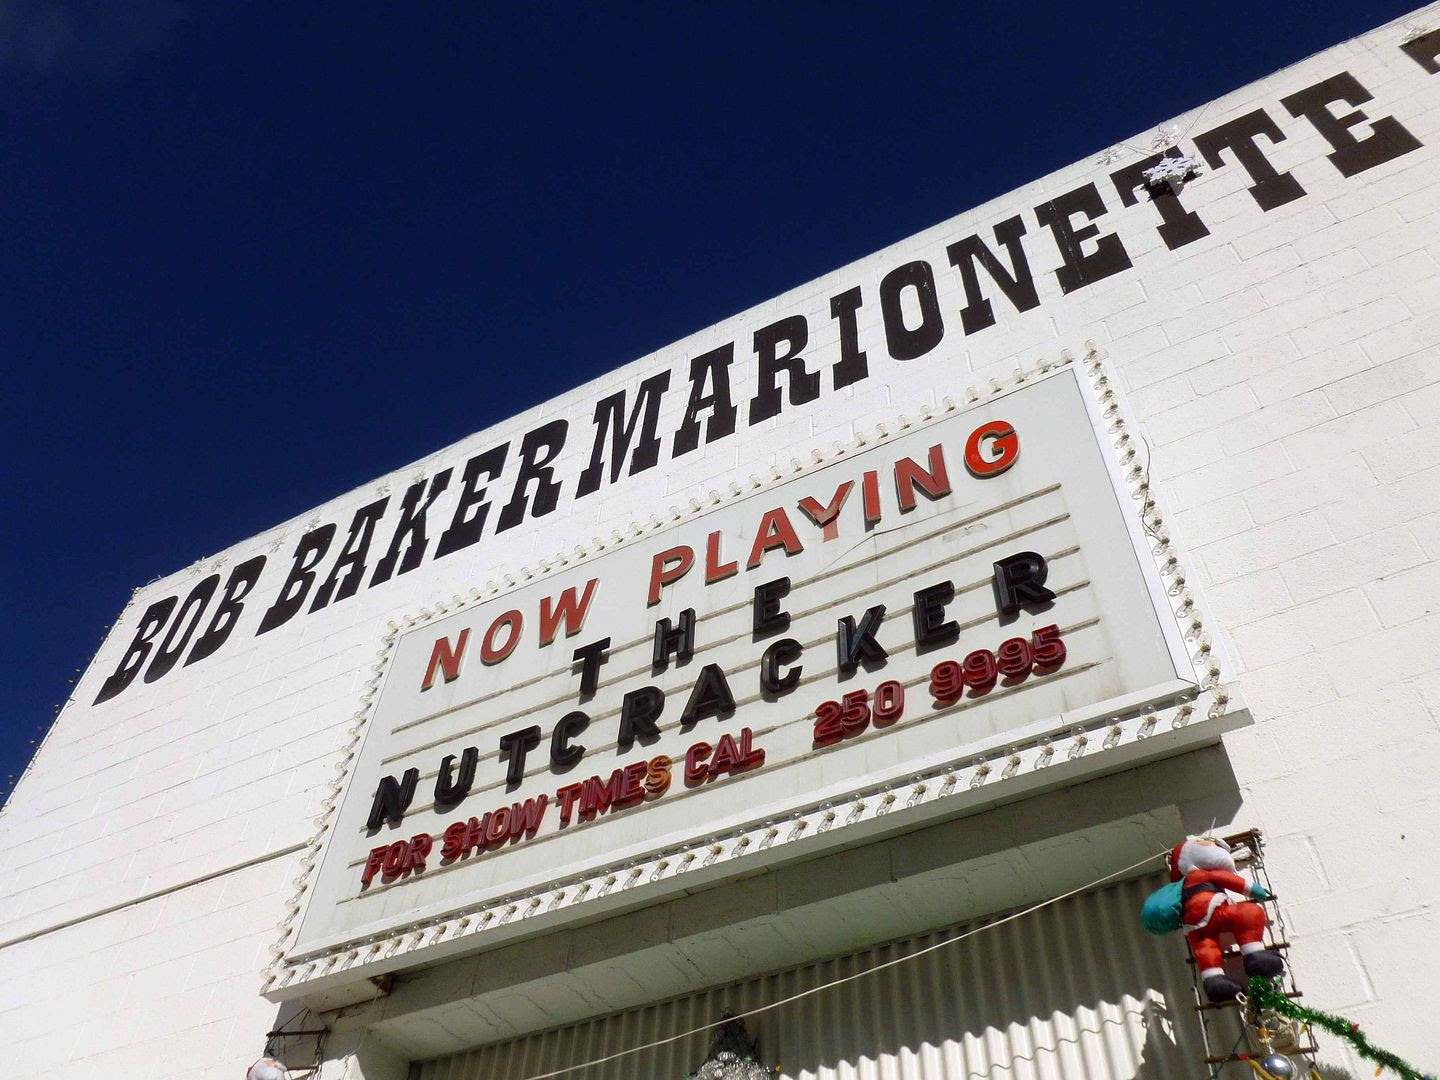 BOB BAKER MARIONETTE T
NOW PLAYING
THE
NUTCRACKER
FOR SHOW TIMES CAL 250 9995